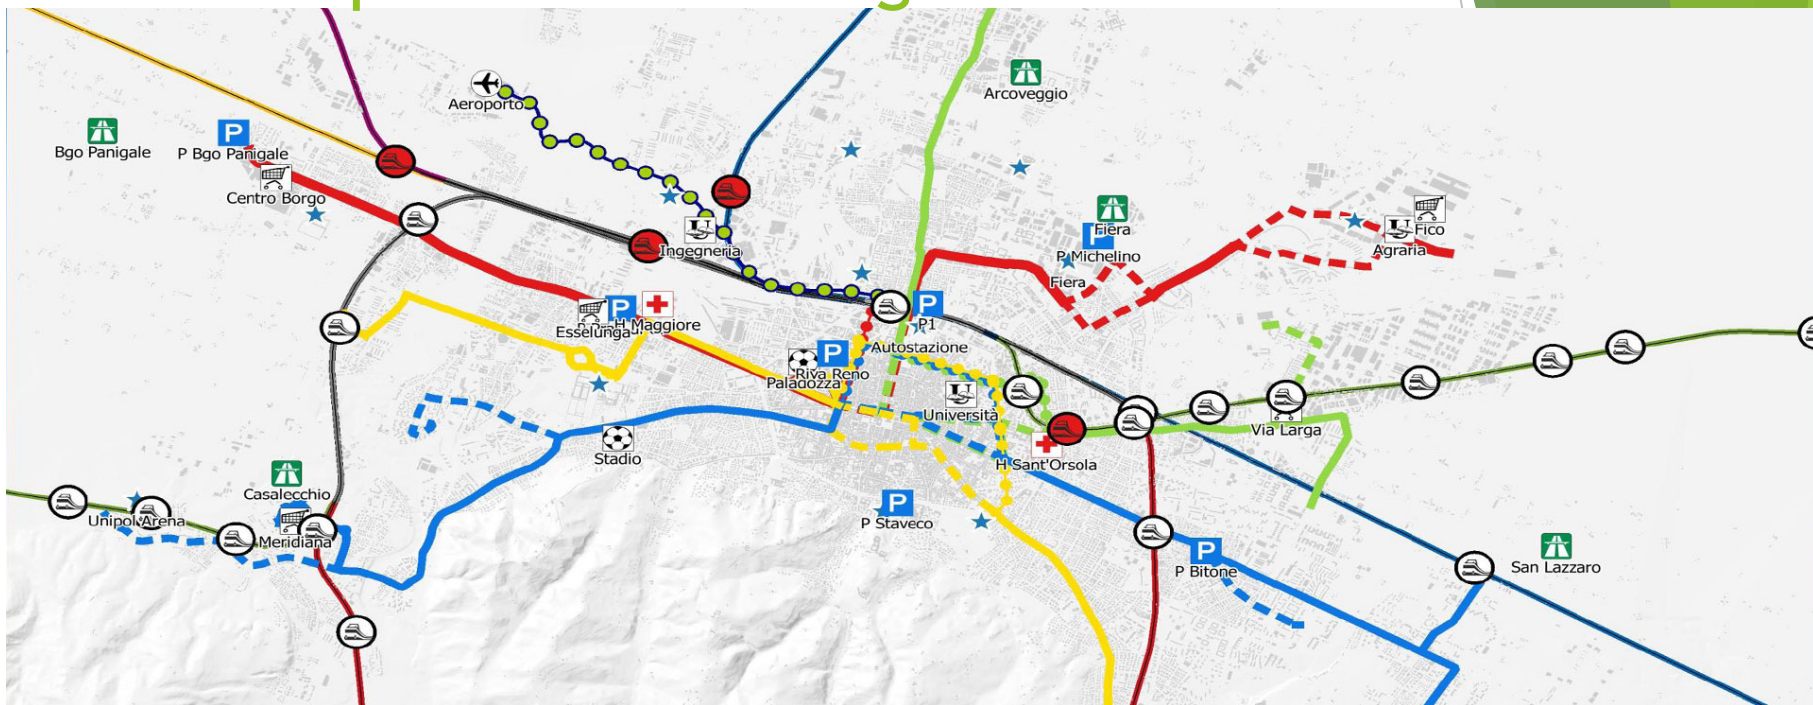 Arcoveggio
Aeroporto
Bgo Panigale
P
P Bgo Panigale
Centro Borgo
Fiera
P
P Michelino
Fiera
Fico
Agraria
Ingegneria
P
P1
P
H Maggiore
Esselunga
Autostazione
P
Riva Reno
Paladozza
Università
Via Larga
Stadio
H Sant'Orsola
Casalecchio
P
P Staveco
Unipol Arena
Meridiana
P
P Bitone
San Lazzaro